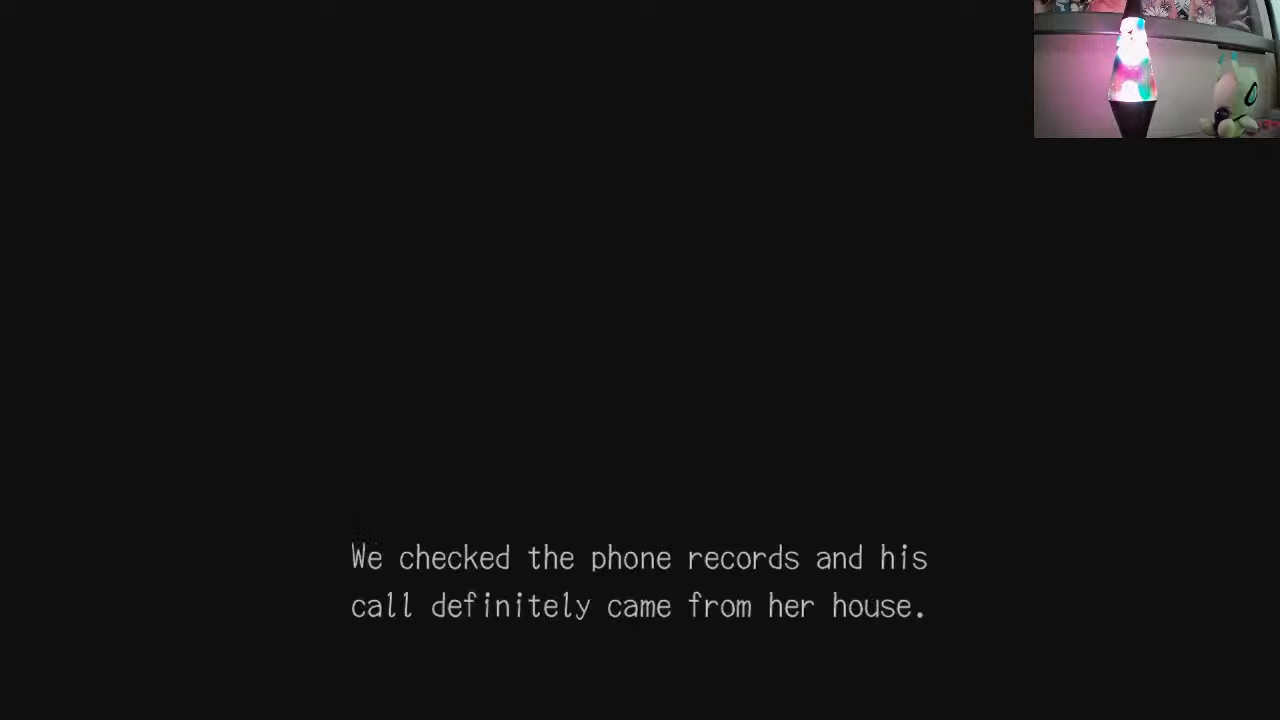 We checked the phone records and his
call definitely came from her house.